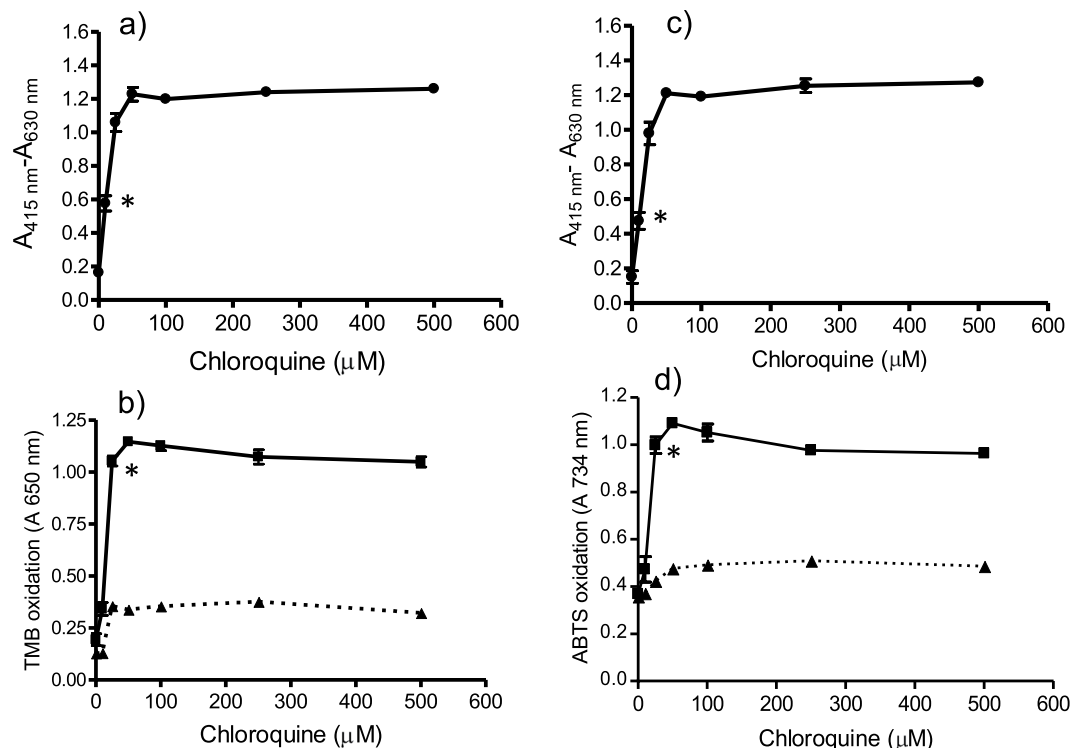 a)
1.6
1.4
1.2
1.0
0.8
0.6
0.4
0.2
0.0
*
A415 nm-A630 nm
0 100 200 300 400 500 600
Chloroquine (μM)
c)
1.6
1.4
1.2
1.0
0.8
0.6
0.4
0.2
0.0
*
A415 nm- A630 nm
0 100 200 300 400 500 600
Chloroquine (μM)
b)
1.25
1.00
0.75
0.50
0.25
0.00
*
TMB oxidation (A 650 nm)
0 100 200 300 400 500 600
Chloroquine (μM)
d)
1.2
1.0
0.8
0.6
0.4
0.2
0.0
*
ABTS oxidation (A 734 nm)
0 100 200 300 400 500 600
Chloroquine (μM)